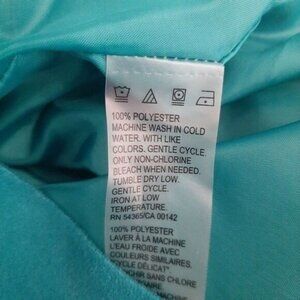 100% POLYESTER
MACHINE WASH IN COLD
WATER. WITH LIKE
COLORS. GENTLE CYCLE.
ONLY NON-CHLORINE
BLEACH WHEN NEEDED.
TUMBLE DRY LOW.
GENTLE CYCLE.
IRON AT LOW
TEMPERATURE.
RN 54365/CA 00142
100% POLYESTER
LAVER À LA MACHINE
L'EAU FROIDE AVEC
COULEURS SIMILAIRES.
CYCLE DÉLICAT
SANS CHLORE